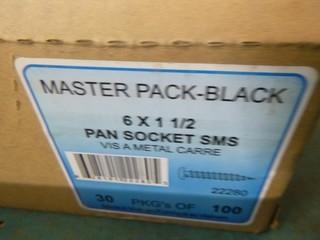 MASTER PACK-BLACK
6 X 1 1/2
PAN SOCKET SMS
VIS A METAL CARRE
22280
30 PKG's OF 100